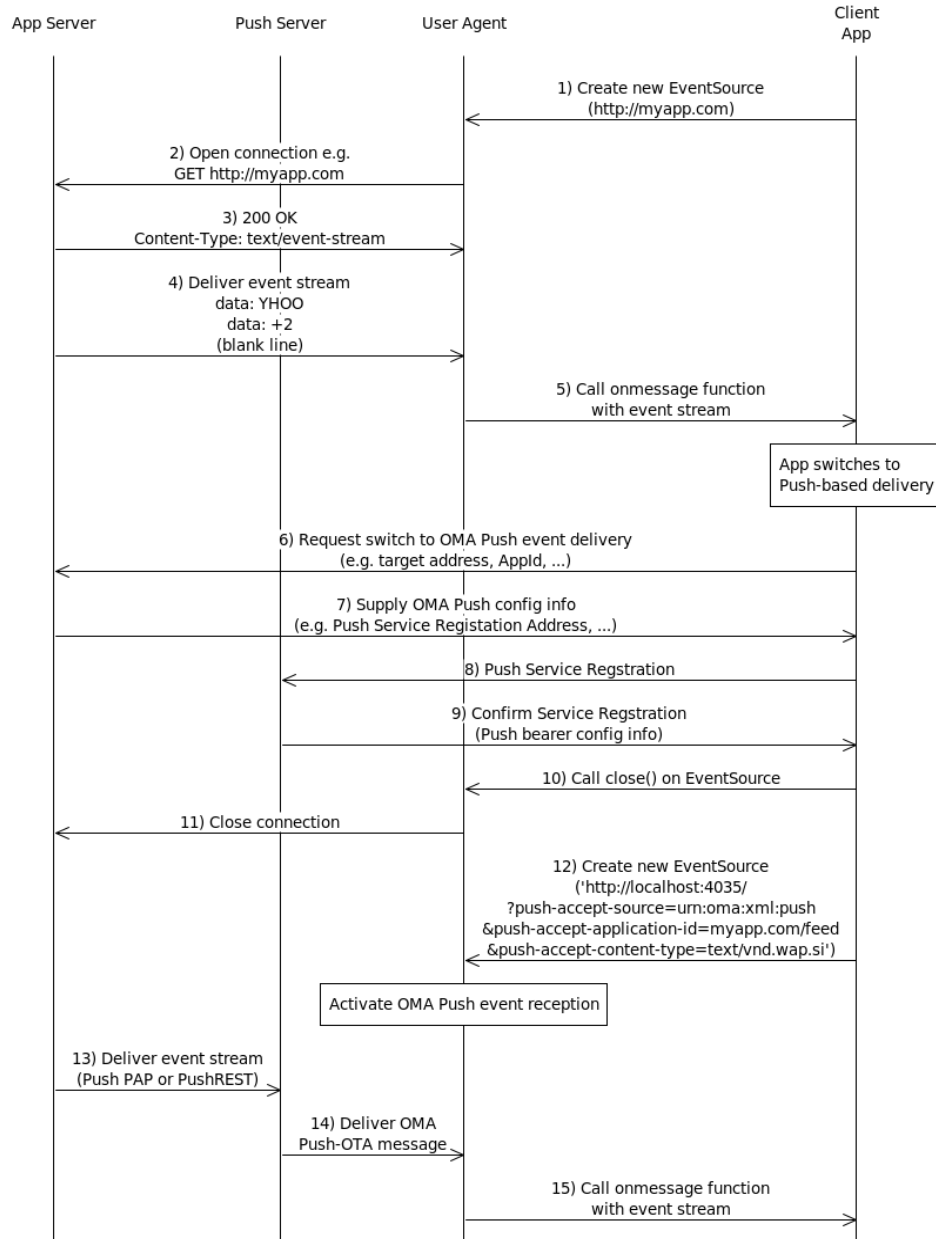 App Server
Push Server
User Agent
Client
App
1) Create new EventSource
(http://myapp.com)
2) Open connection e.g.
GET http://myapp.com
3) 200 OK
Content-Type: text/event-stream
4) Deliver event stream
data: YHOO
data: +2
(blank line)
5) Call onmessage function
with event stream
App switches to
Push-based delivery
6) Request switch to OMA Push event delivery
(e.g. target address, AppId, ...)
7) Supply OMA Push config info
(e.g. Push Service Registation Address, ...)
8) Push Service Regstration
9) Confirm Service Regstration
(Push bearer config info)
10) Call close() on EventSource
11) Close connection
12) Create new EventSource
('http://localhost:4035/
?push-accept-source=urn:oma:xml:push
&push-accept-application-id=myapp.com/feed
&push-accept-content-type=text/vnd.wap.si')
Activate OMA Push event reception
13) Deliver event stream
(Push PAP or PushREST)
14) Deliver OMA
Push-OTA message
15) Call onmessage function
with event stream